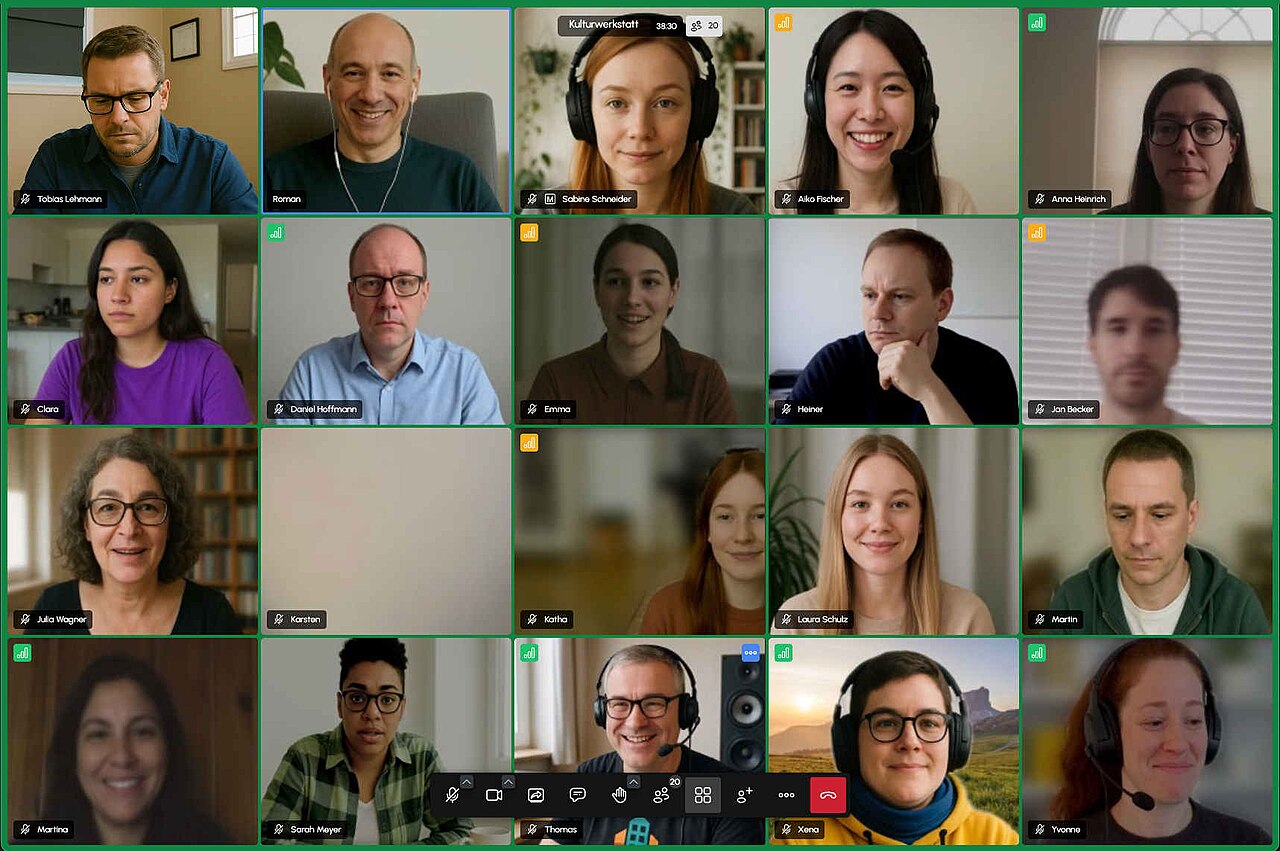 Kulturwerkstatt 38:30 20
Tobias Lehmann
Roman
M Sabine Schneider
Aiko Fischer
Anna Heinrich
Clara
Daniel Hoffmann
Emma
Heiner
Jan Becker
Julia Wagner
Karsten
Katha
Laura Schulz
Martin
20
Martina
Sarah Meyer
Thomas
Xena
Yvonne